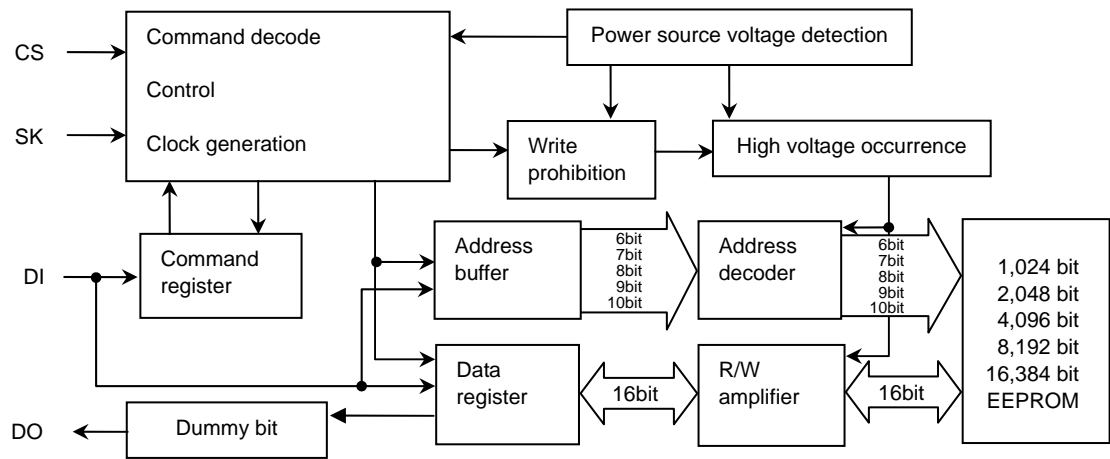 CS
SK
DI
DO
Command decode
Control
Clock generation
Power source voltage detection
Write
prohibition
High voltage occurrence
Command
register
Address
buffer
6bit
7bit
8bit
9bit
10bit
Address
decoder
6bit
7bit
8bit
9bit
10bit
1,024 bit
2,048 bit
4,096 bit
8,192 bit
16,384 bit
EEPROM
Data
register
16bit
R/W
amplifier
16bit
Dummy bit